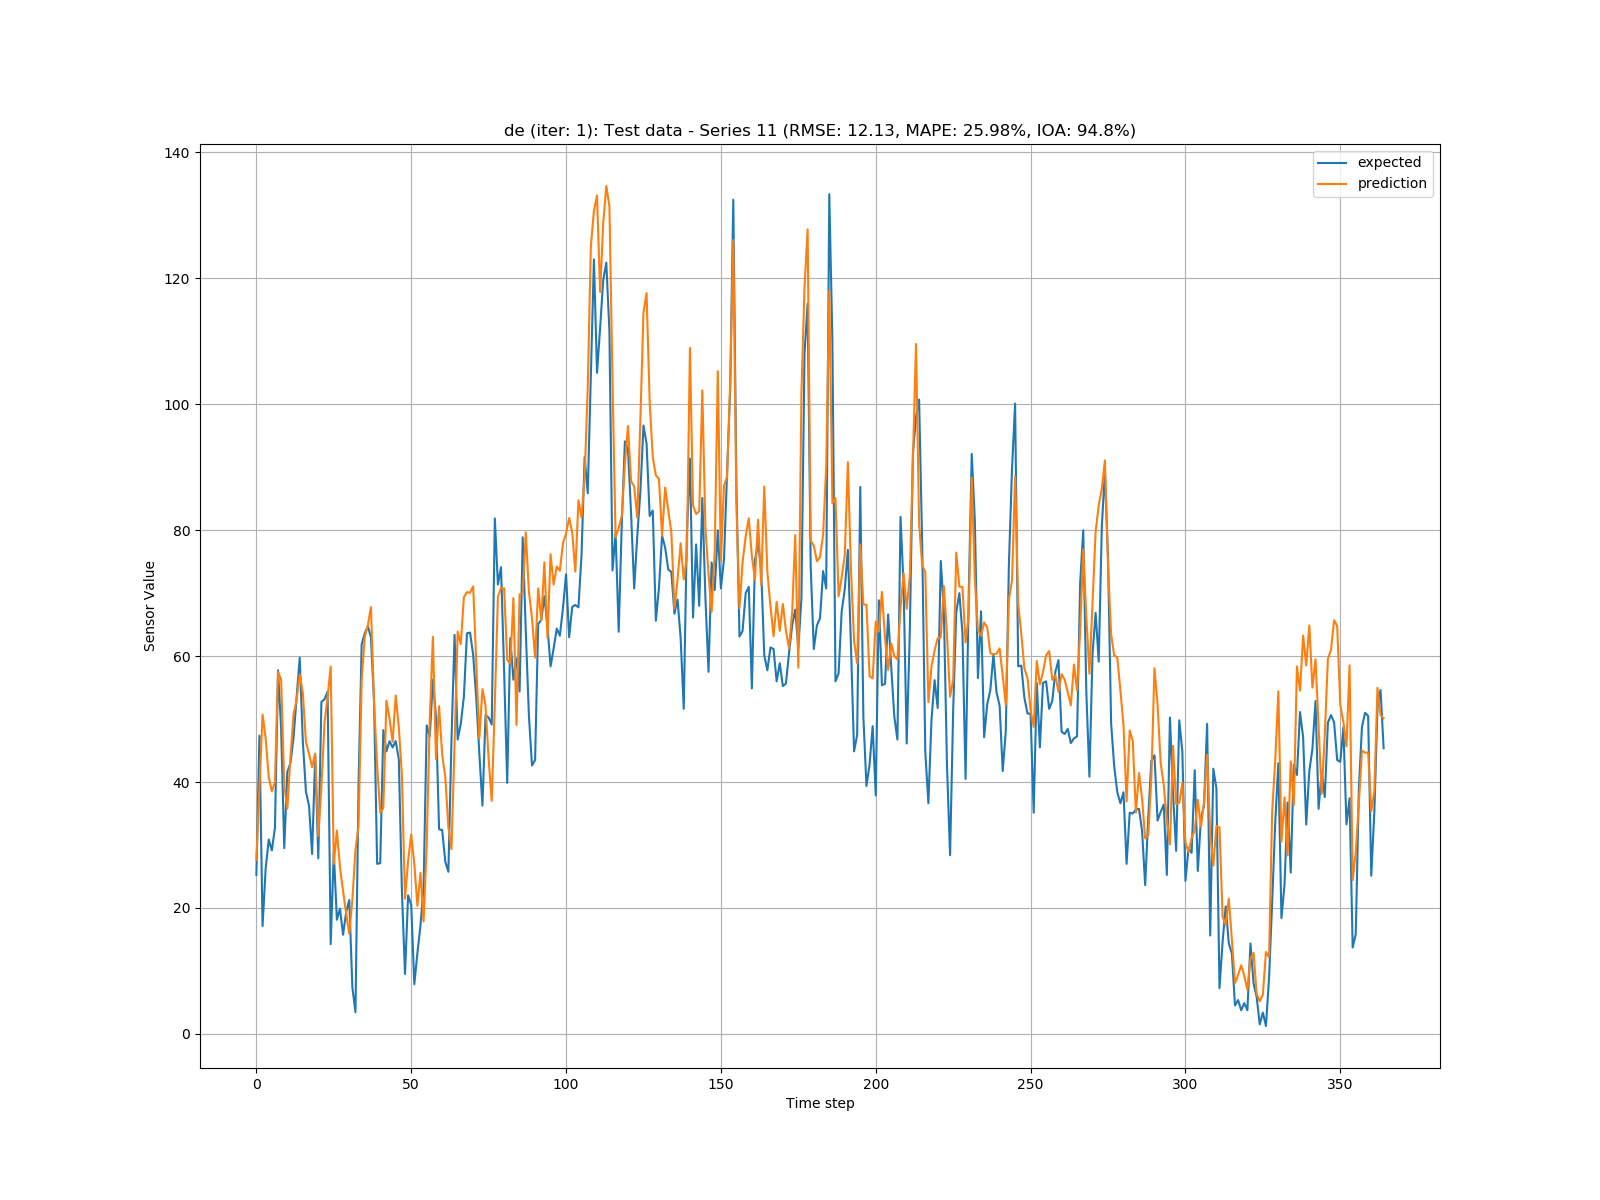 de (iter: 1): Test data - Series 11 (RMSE: 12.13, MAPE: 25.98%, IOA: 94.8%)
expected
prediction
140
120
100
80
60
40
20
0
Sensor Value
0 50 100 150 200 250 300 350
Time step